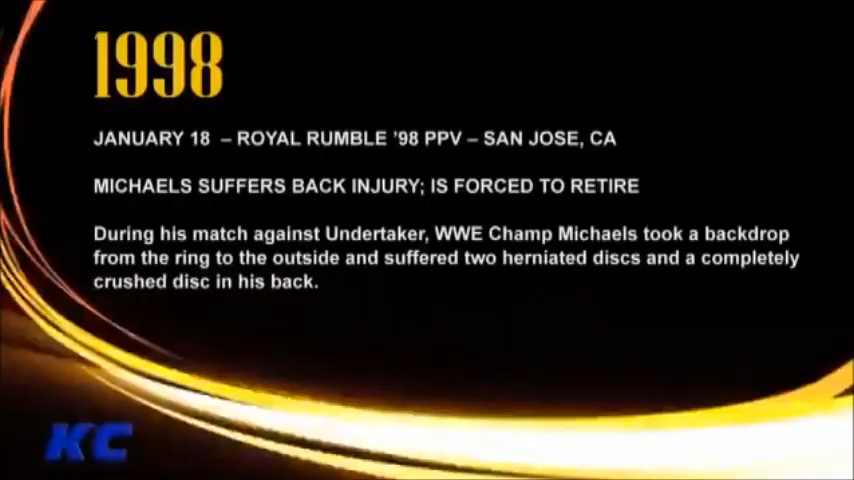 1998
JANUARY 18 – ROYAL RUMBLE ’98 PPV – SAN JOSE, CA
MICHAELS SUFFERS BACK INJURY; IS FORCED TO RETIRE
During his match against Undertaker, WWE Champ Michaels took a backdrop
from the ring to the outside and suffered two herniated discs and a completely
crushed disc in his back.
KC